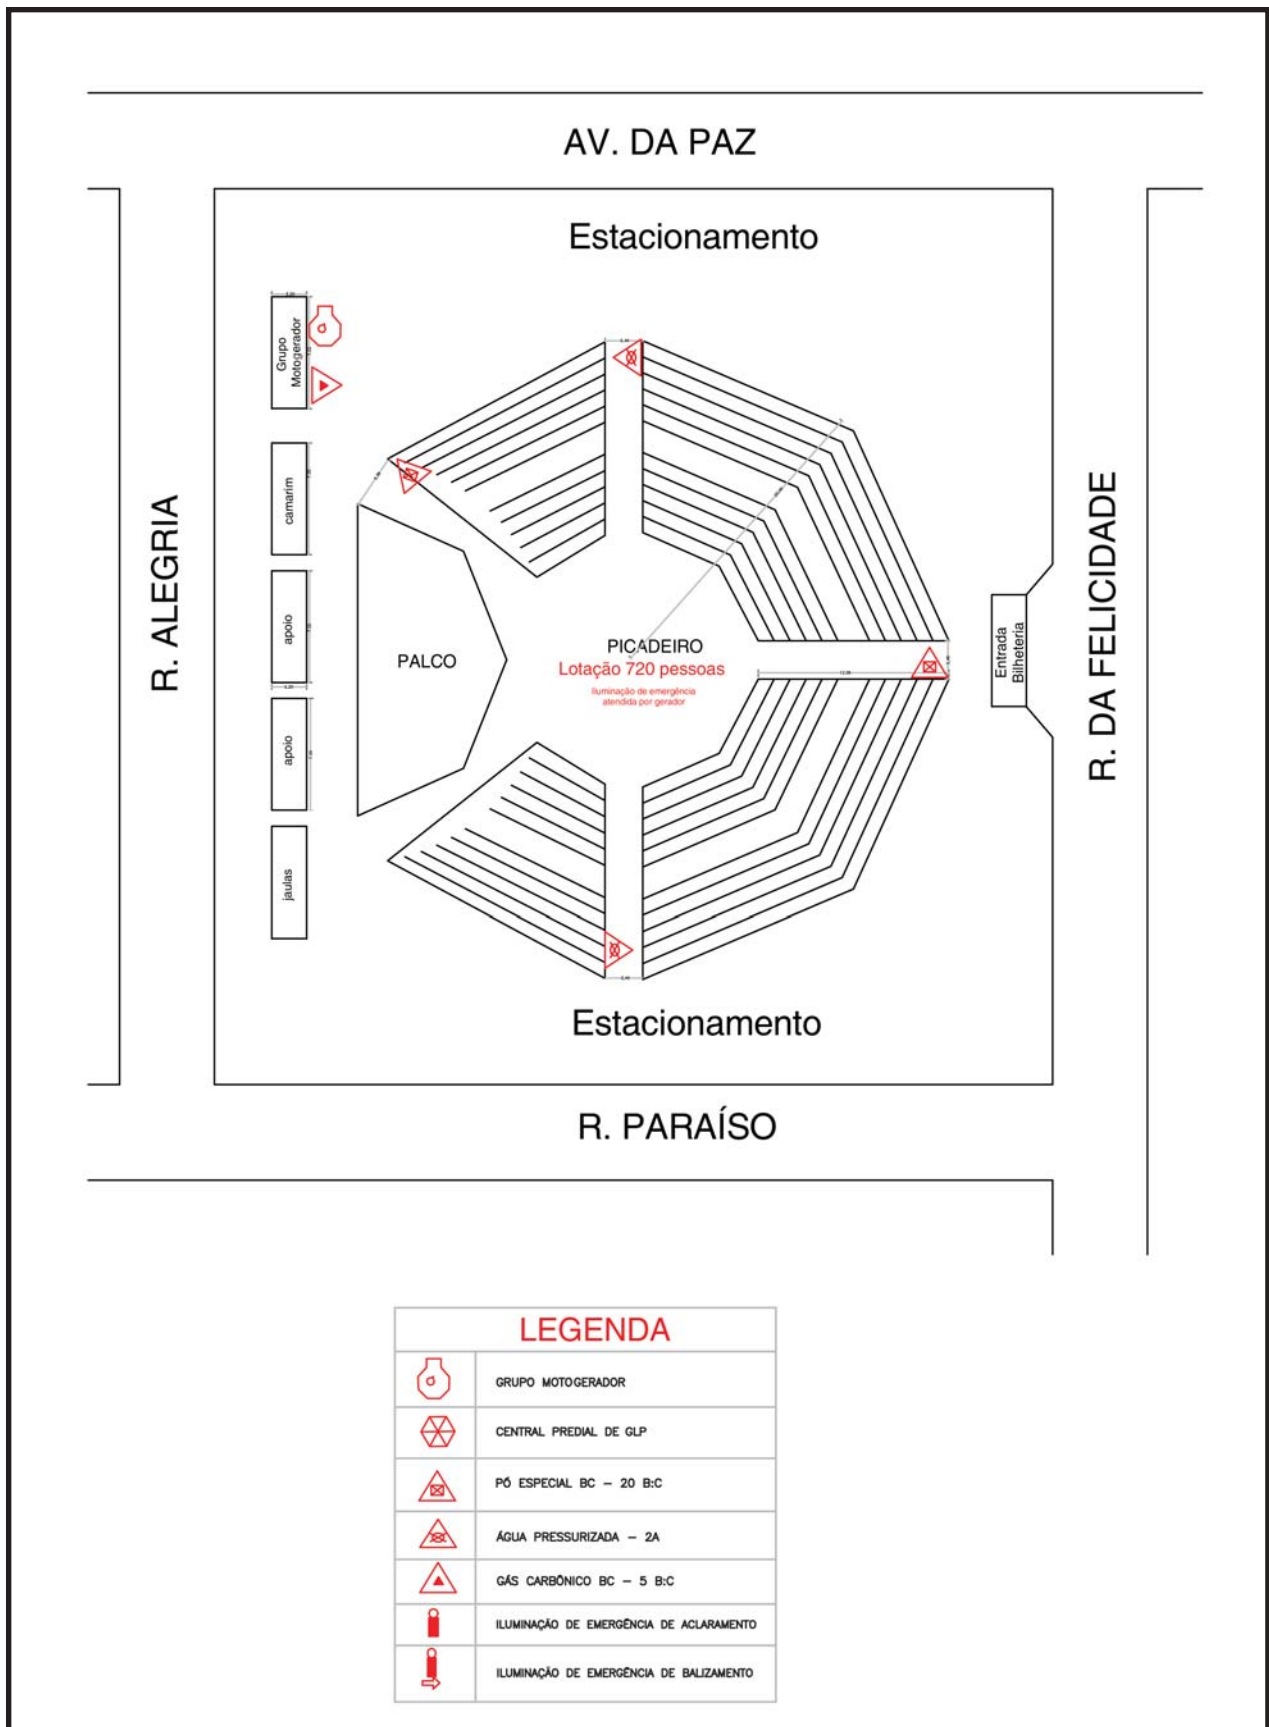 AV. DA PAZ
Estacionamento
Grupo
Motogerador
camarim
apoio
apoio
jaulas
R. ALEGRIA
PALCO
PICADEIRO
Lotação 720 pessoas
Iluminação de emergência
atendida por gerador
Entrada
Bilheteria
R. DA FELICIDADE
Estacionamento
R. PARAÍSO
LEGENDA
GRUPO MOTOGERADOR
CENTRAL PREDIAL DE GLP
PÓ ESPECIAL BC – 20 B:C
ÁGUA PRESSURIZADA – 2A
GÁS CARBÔNICO BC – 5 B:C
ILUMINAÇÃO DE EMERGÊNCIA DE ACLARAMENTO
ILUMINAÇÃO DE EMERGÊNCIA DE BALIZAMENTO